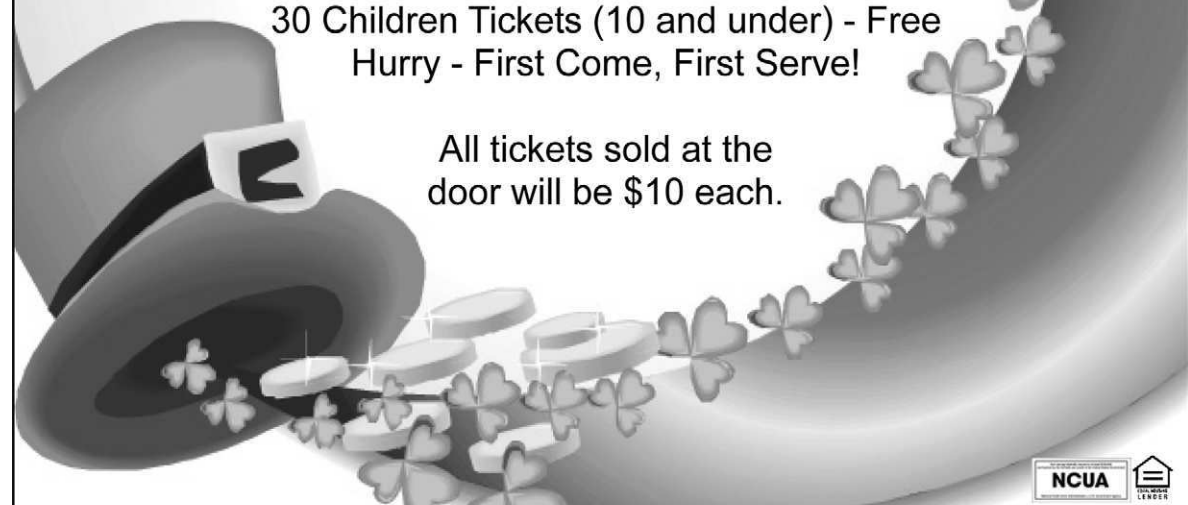 30 Children Tickets (10 and under) - Free
Hurry - First Come, First Serve!
All tickets sold at the
door will be $10 each.
NCUA
LENDER